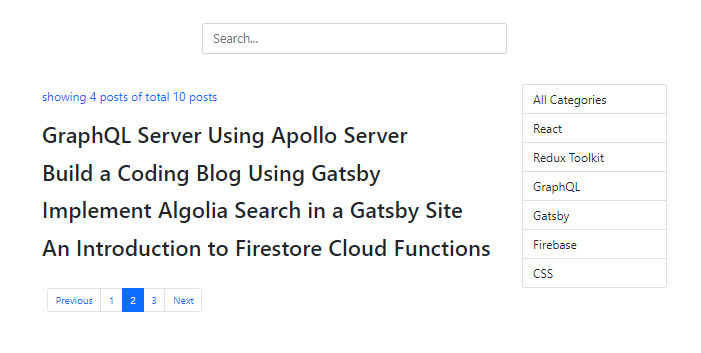 Search...
showing 4 posts of total 10 posts
GraphQL Server Using Apollo Server
Build a Coding Blog Using Gatsby
Implement Algolia Search in a Gatsby Site
An Introduction to Firestore Cloud Functions
Previous 1 2 3 Next
All Categories
React
Redux Toolkit
GraphQL
Gatsby
Firebase
CSS